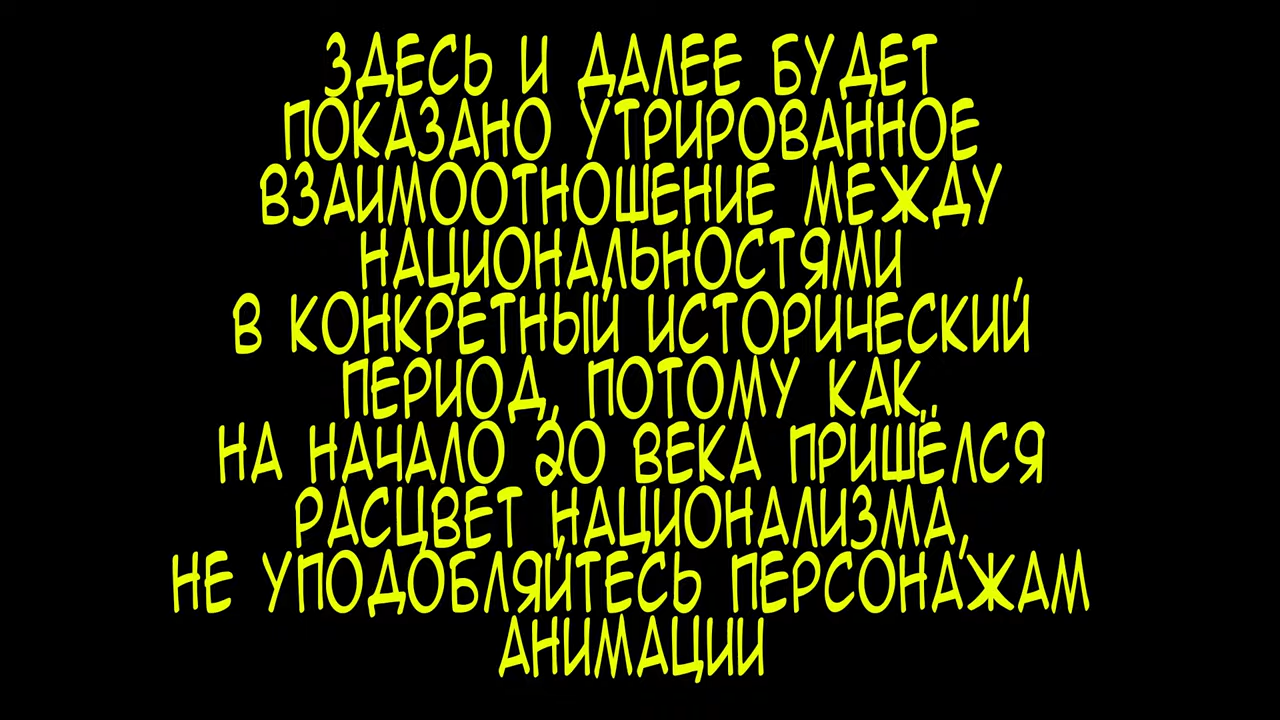 ЗДЕСЬ И ДАЛЕЕ БУДЕТ
ПОКАЗАНО УТРИРОВАННОЕ
ВЗАИМООТНОШЕНИЕ МЕЖДУ
НАЦИОНАЛЬНОСТЯМИ
В КОНКРЕТНЫЙ ИСТОРИЧЕСКИЙ
ПЕРИОД, ПОТОМУ КАК
НА НАЧАЛО 20 ВЕКА ПРИШЁЛСЯ
РАСЦВЕТ НАЦИОНАЛИЗМА,
НЕ УПОДОБЛЯЙТЕСЬ ПЕРСОНАЖАМ
АНИМАЦИИ